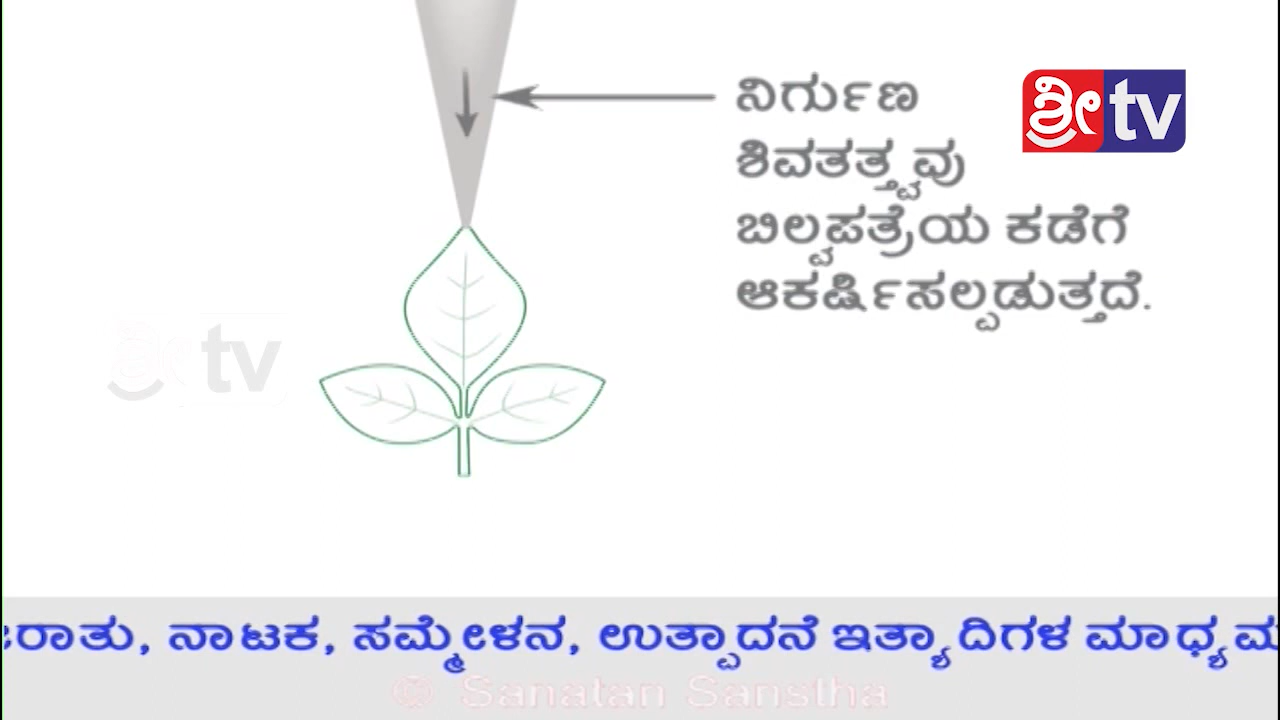 ನಿರ್ಗುಣ
ಶಿವತತ್ತ್ವವು
ಬಿಲ್ವಪತ್ರೆಯ ಕಡೆಗೆ
ಆಕರ್ಷಿಸಲ್ಪಡುತ್ತದೆ.
ಶ್ರೀ tv
ಶ್ರೀ tv
ರಾತು, ನಾಟಕ, ಸಮ್ಮೇಳನ, ಉತ್ಪಾದನೆ ಇತ್ಯಾದಿಗಳ ಮಾಧ್ಯಮ
© Sanatan Sanstha